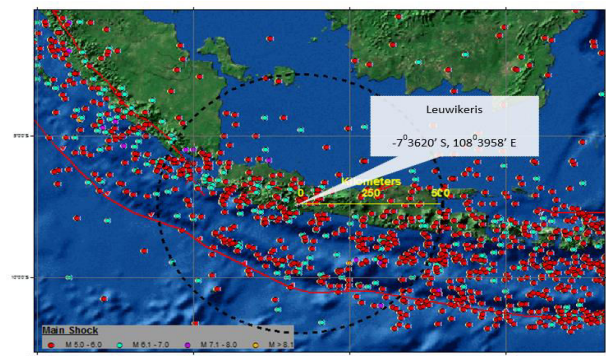 Leuwikeris
-7⁰3620' S, 108⁰3958' E
Kilometers
0 250 500
Main Shock
M 5.0 - 6.0 M 6.1 - 7.0 M 7.1 - 8.0 M > 8.1